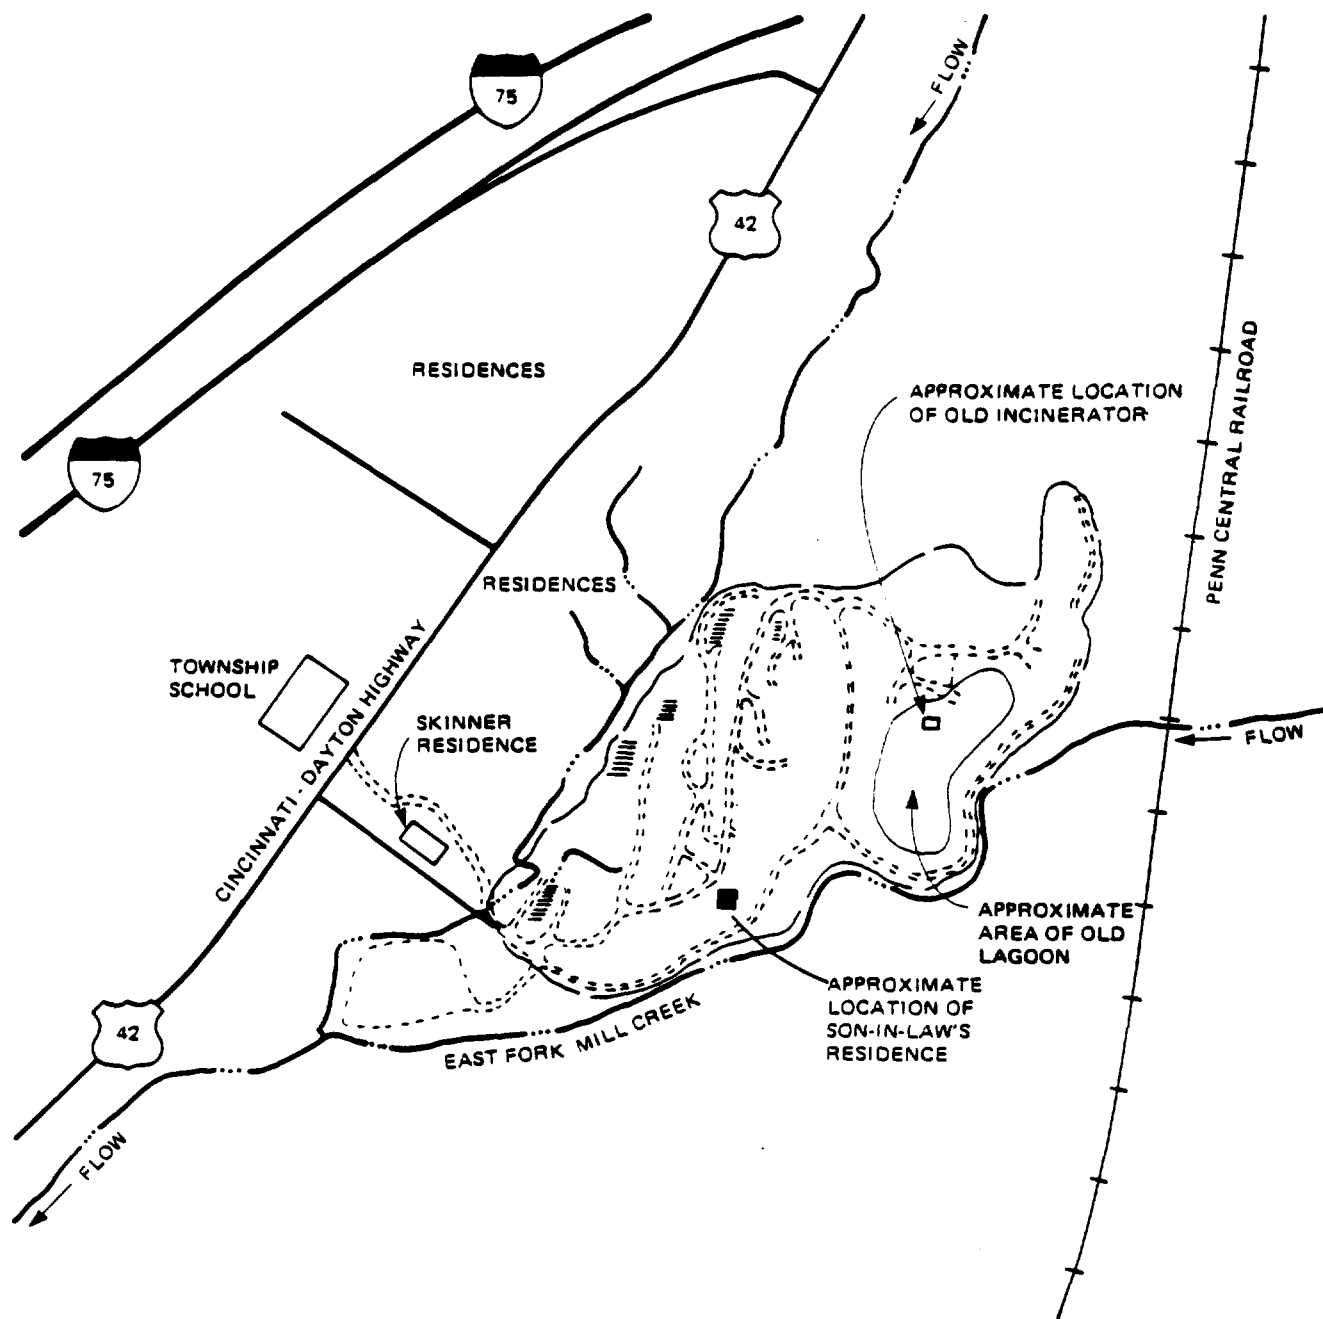 75
FLOW
42
75
RESIDENCES
APPROXIMATE LOCATION
OF OLD INCINERATOR
PENN CENTRAL RAILROAD
RESIDENCES
TOWNSHIP
SCHOOL
CINCINNATI - DAYTON HIGHWAY
SKINNER
RESIDENCE
FLOW
APPROXIMATE
AREA OF OLD
LAGOON
APPROXIMATE
LOCATION OF
SON-IN-LAW'S
RESIDENCE
EAST FORK MILL CREEK
42
FLOW